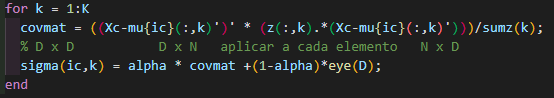 for k = 1:K
covmat = ((Xc-mu{ic}(:,k)')' * (z(:,k).*(Xc-mu{ic}(:,k)')))/sumz(k);
% D x D D x N aplicar a cada elemento N x D
sigma(ic,k) = alpha * covmat +(1-alpha)*eye(D);
end